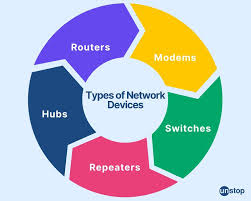 Routers
Modems
Types of Network
Devices
Hubs
Switches
Repeaters
unstop